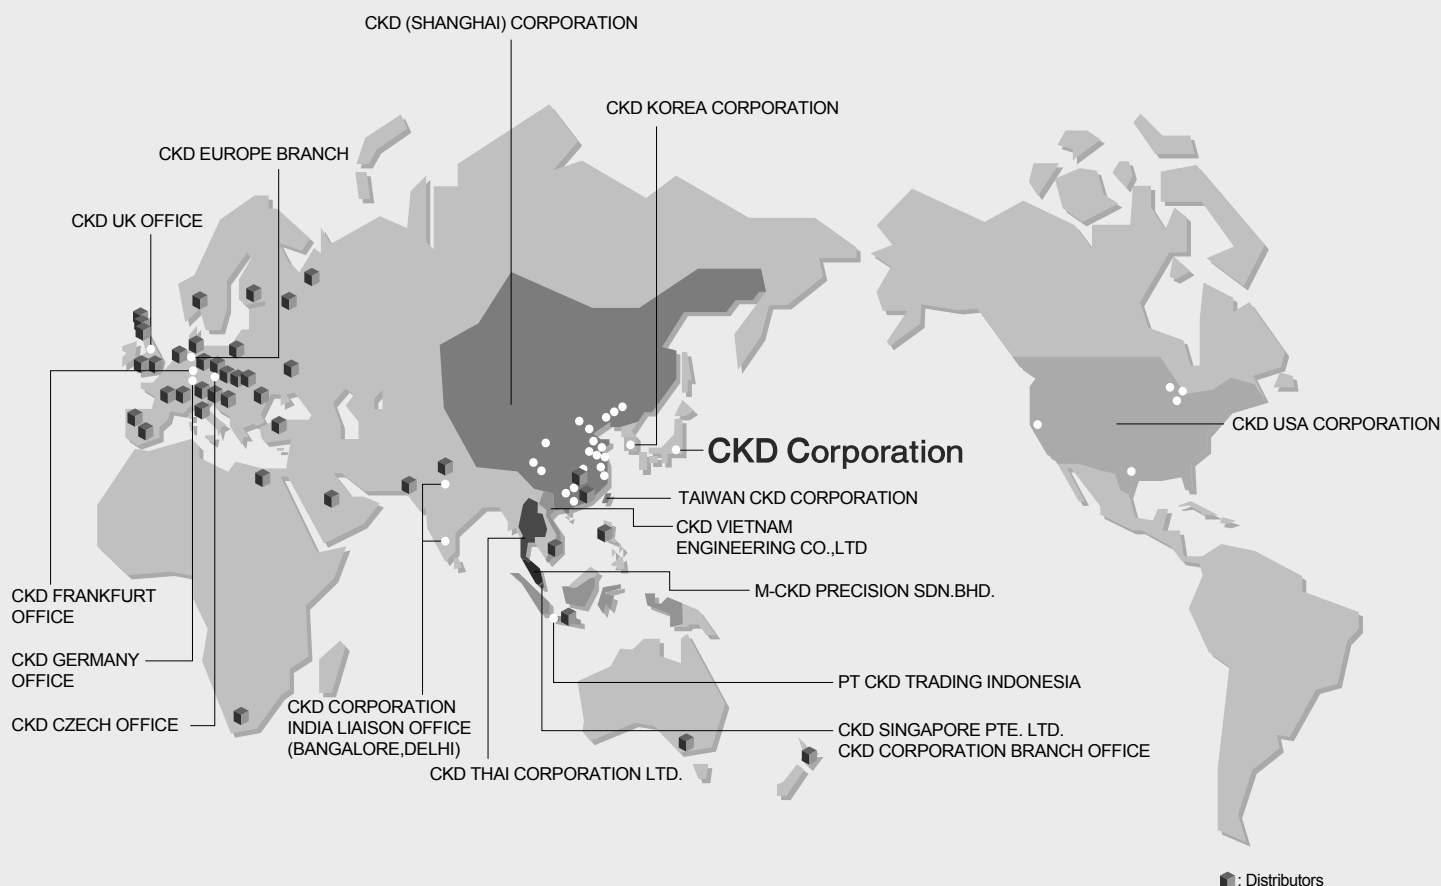 CKD (SHANGHAI) CORPORATION
CKD KOREA CORPORATION
CKD EUROPE BRANCH
CKD UK OFFICE
CKD USA CORPORATION
CKD Corporation
TAIWAN CKD CORPORATION
CKD VIETNAM
ENGINEERING CO.,LTD
M-CKD PRECISION SDN.BHD.
CKD FRANKFURT
OFFICE
CKD GERMANY
OFFICE
CKD CZECH OFFICE
CKD CORPORATION
INDIA LIAISON OFFICE
(BANGALORE,DELHI)
PT CKD TRADING INDONESIA
CKD SINGAPORE PTE. LTD.
CKD CORPORATION BRANCH OFFICE
CKD THAI CORPORATION LTD.
: Distributors